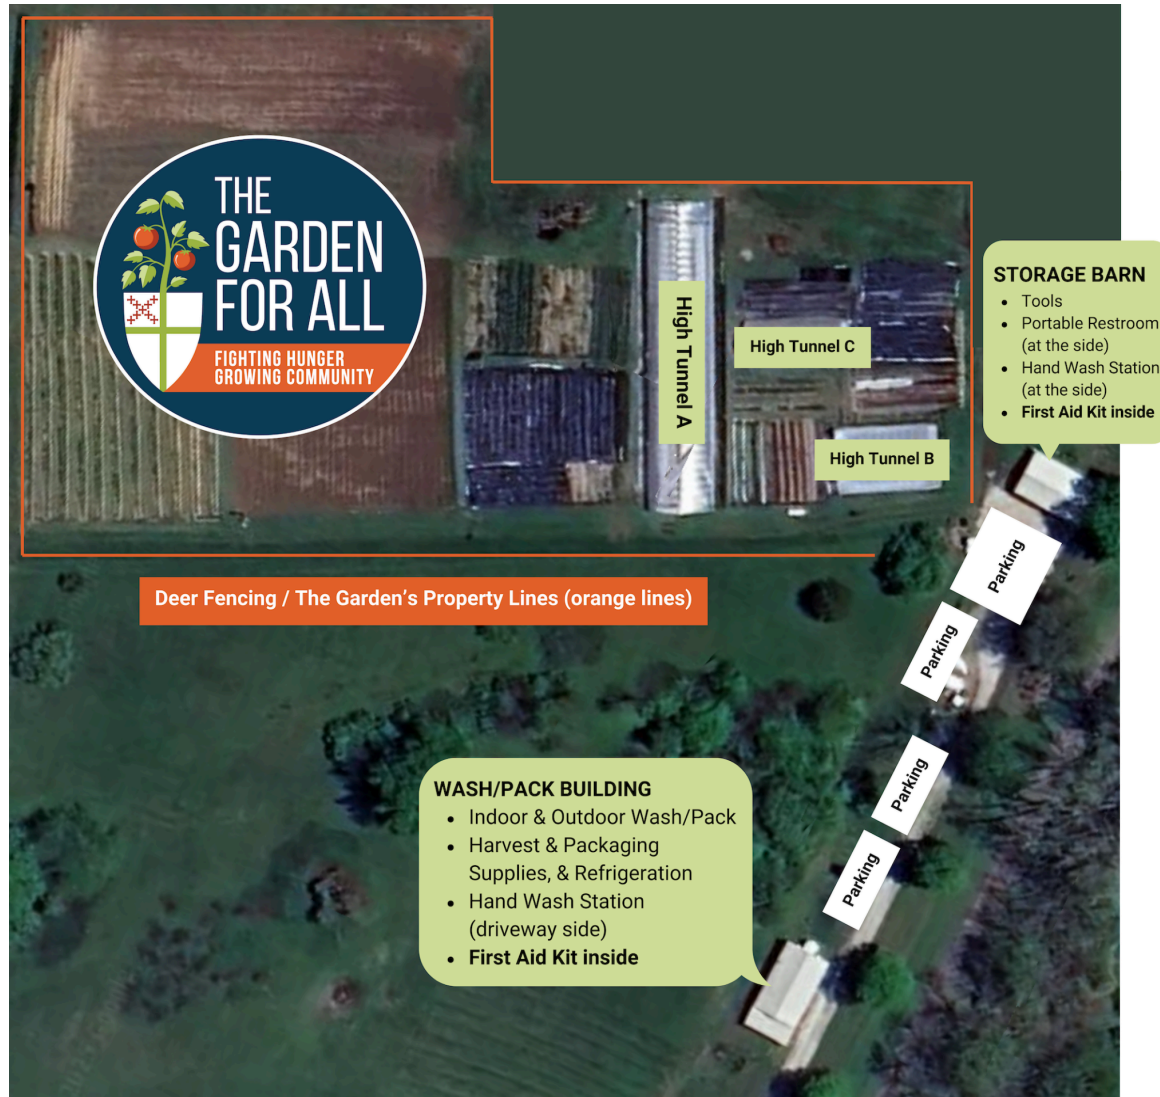 THE
GARDEN
FOR ALL
FIGHTING HUNGER
GROWING COMMUNITY
High Tunnel A
High Tunnel C
High Tunnel B
STORAGE BARN
• Tools
• Portable Restroom
(at the side)
• Hand Wash Station
(at the side)
• First Aid Kit inside
Deer Fencing / The Garden's Property Lines (orange lines)
Parking
Parking
Parking
Parking
WASH/PACK BUILDING
• Indoor & Outdoor Wash/Pack
• Harvest & Packaging
Supplies, & Refrigeration
• Hand Wash Station
(driveway side)
• First Aid Kit inside